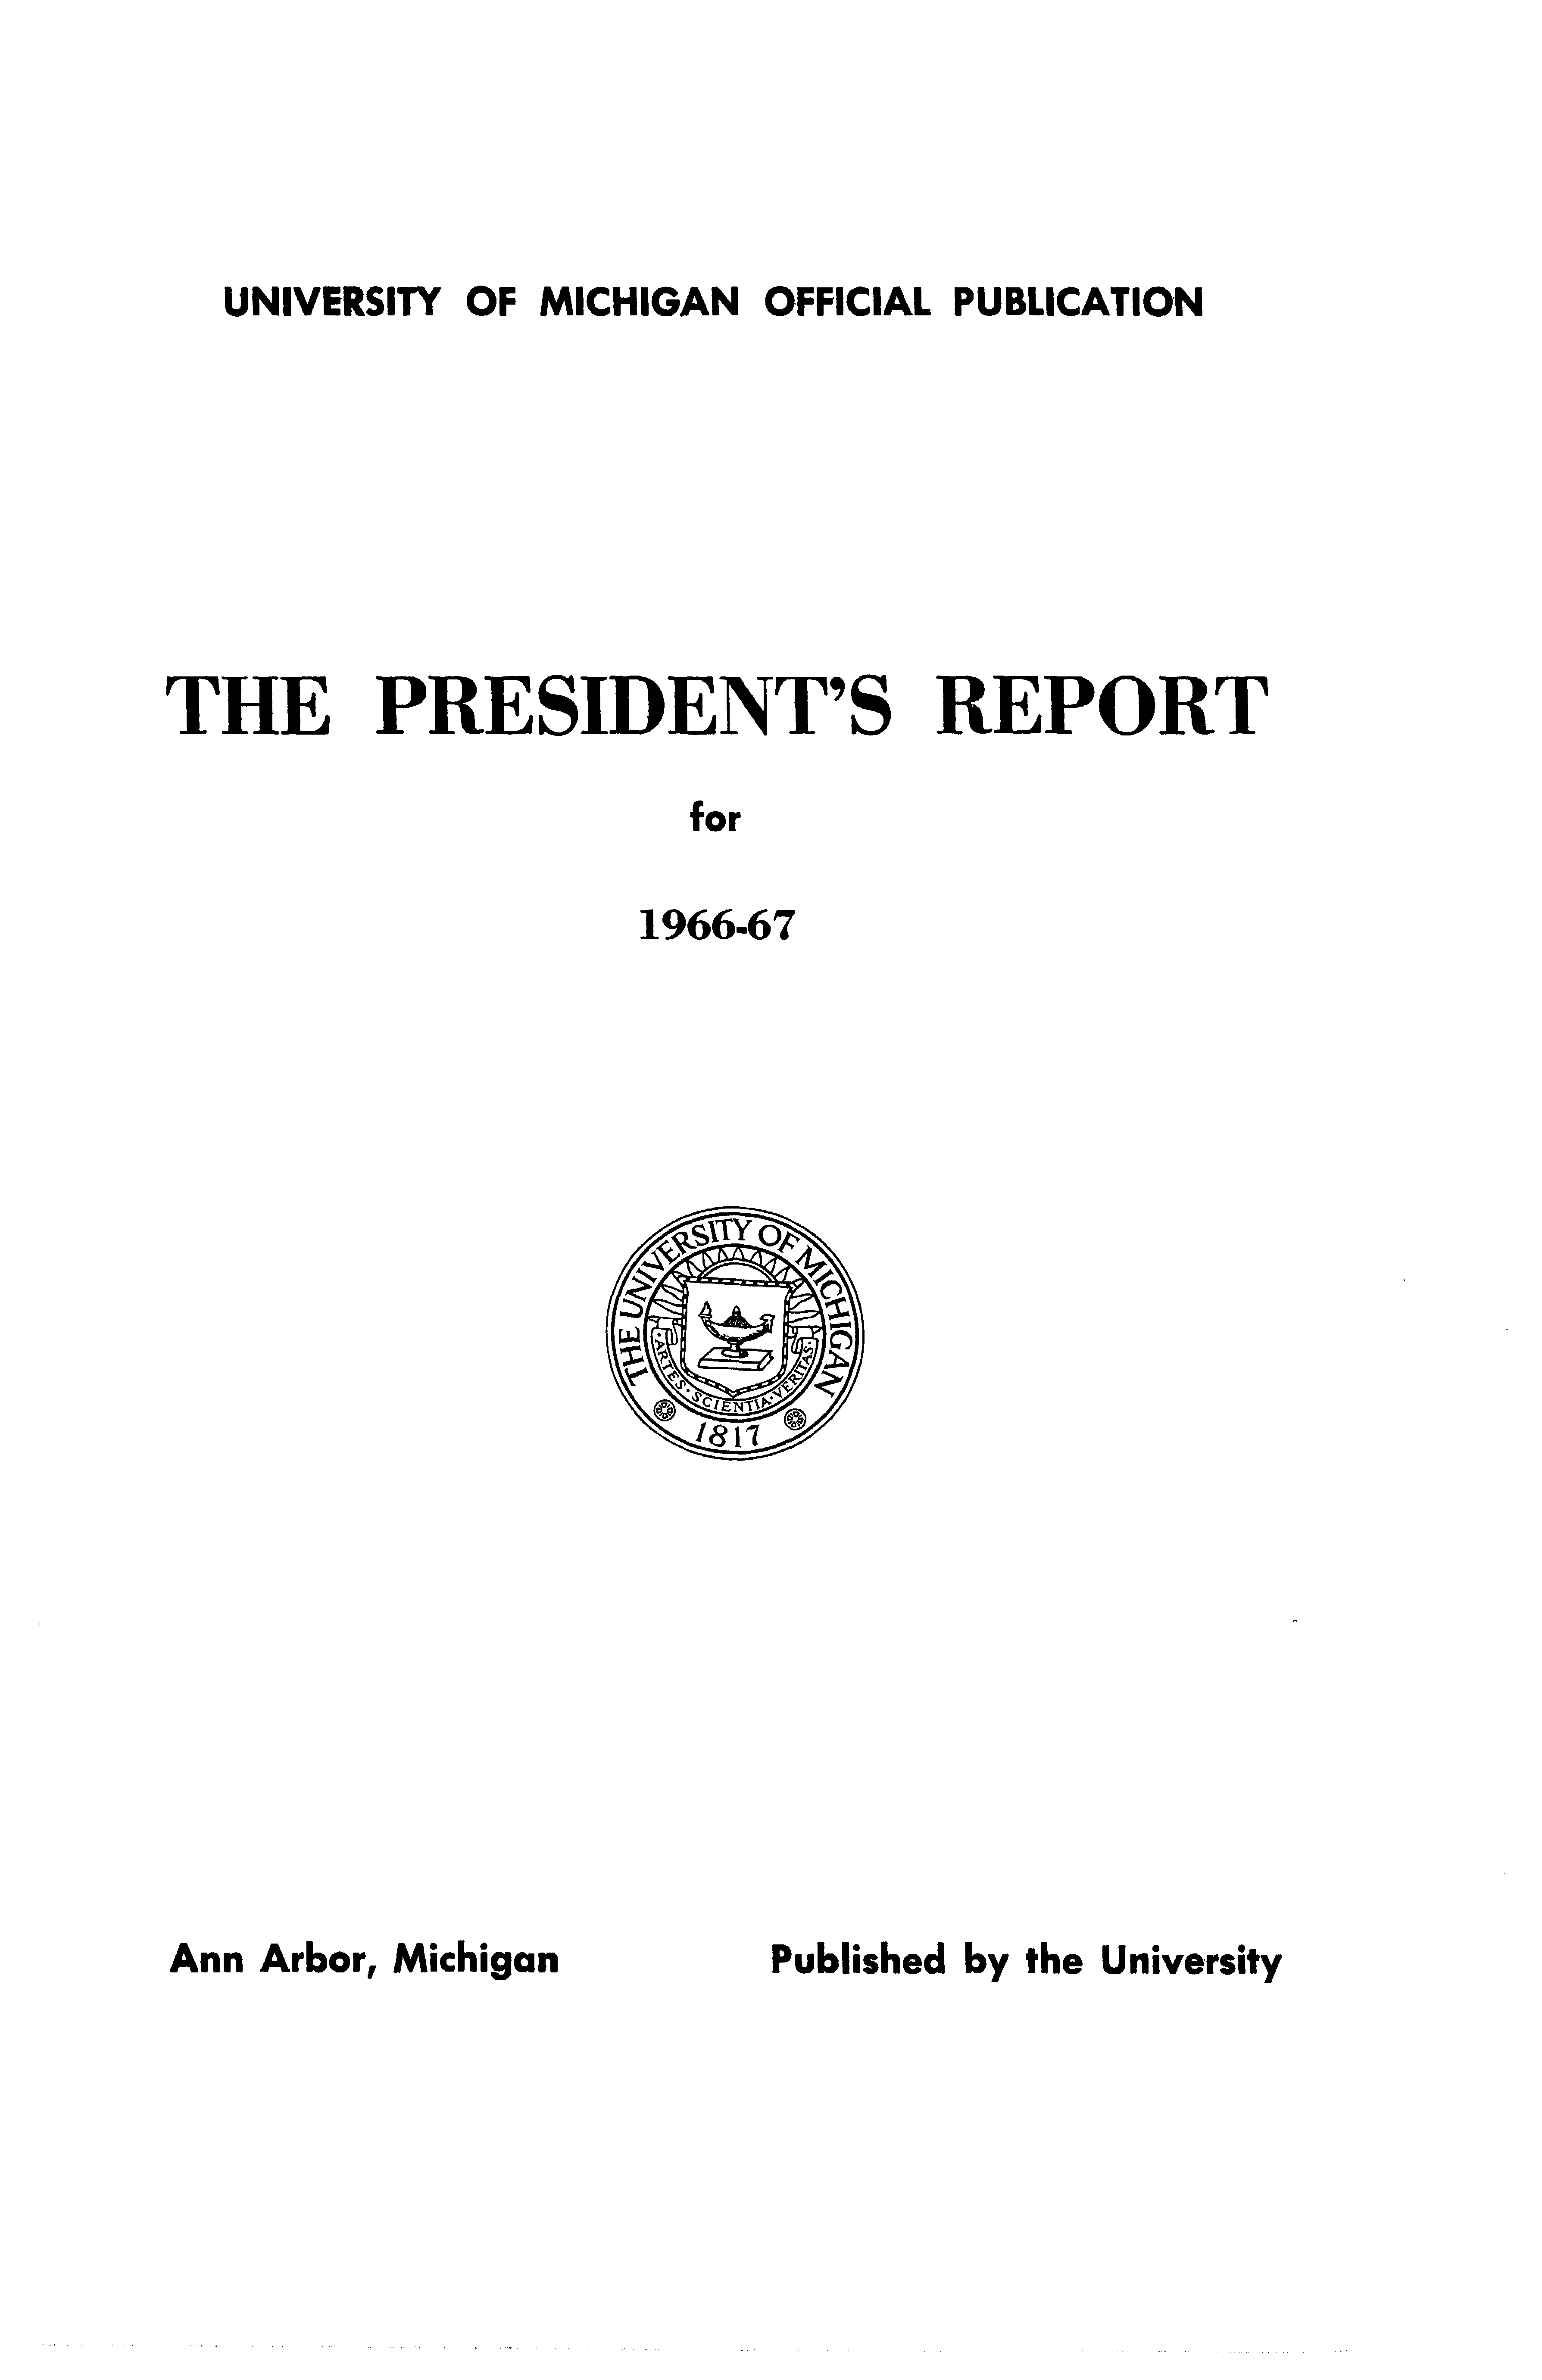 UNIVERSITY OF MICHIGAN OFFICIAL PUBLICATION
THE PRESIDENT'S REPORT
for
1966-67
THE UNIVERSITY OF MICHIGAN
ARTES·SCIENTIA·VERITAS
1817
Ann Arbor, Michigan
Published by the University